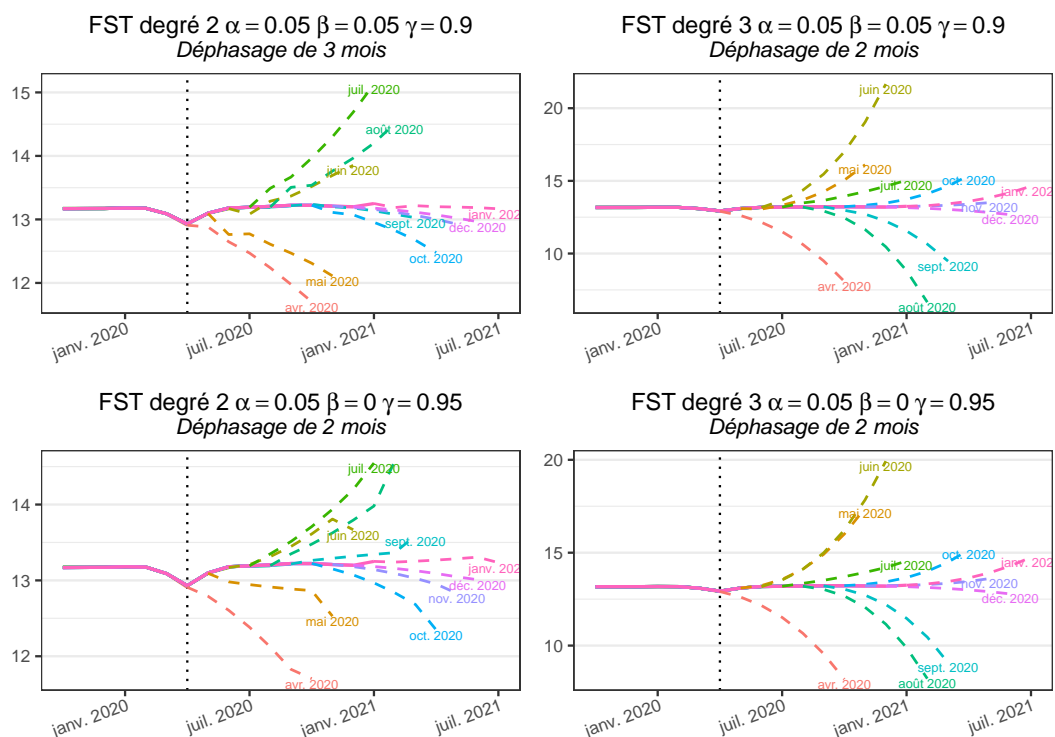 FST degré 2 α = 0.05 β = 0.05 γ = 0.9
Déphasage de 3 mois
15
14
13
12
juil. 2020
août 2020
juin 2020
janv. 202
déc. 2020
sept. 2020
oct. 2020
mai 2020
avr. 2020
janv. 2020
juil. 2020
janv. 2021
juil. 2021
FST degré 3 α = 0.05 β = 0.05 γ = 0.9
Déphasage de 2 mois
20
15
10
juin 2020
mai 2020
oct. 2020
juil. 2020
janv. 202
nov. 2020
déc. 2020
sept. 2020
avr. 2020
août 2020
janv. 2020
juil. 2020
janv. 2021
juil. 2021
FST degré 2 α = 0.05 β = 0 γ = 0.95
Déphasage de 2 mois
14
13
12
juil. 2020
juin 2020
sept. 2020
janv. 202
déc. 2020
nov. 2020
mai 2020
oct. 2020
avr. 2020
janv. 2020
juil. 2020
janv. 2021
juil. 2021
FST degré 3 α = 0.05 β = 0 γ = 0.95
Déphasage de 2 mois
20
15
10
juin 2020
mai 2020
oct. 2020
juil. 2020
janv. 202
nov. 2020
déc. 2020
sept. 2020
avr. 2020
août 2020
janv. 2020
juil. 2020
janv. 2021
juil. 2021